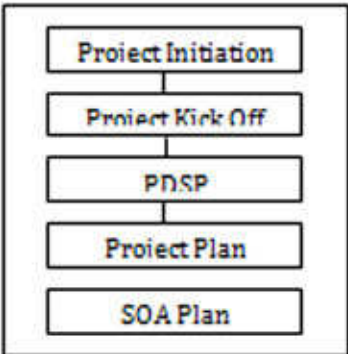 Project Initiation
Project Kick Off
PDSP
Project Plan
SOA Plan